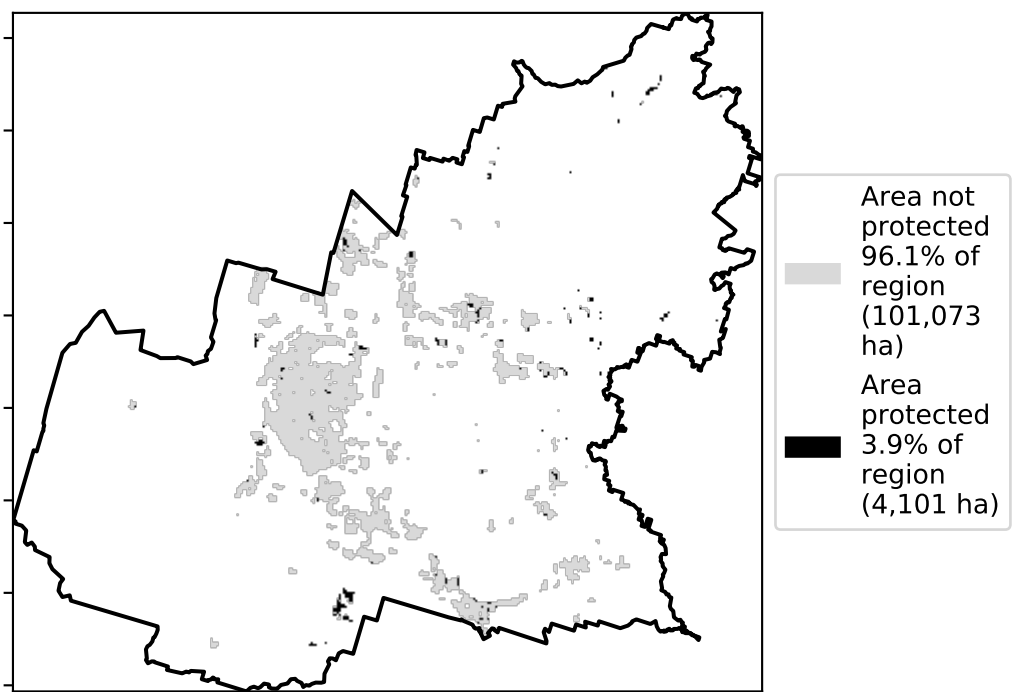 Area not
protected
96.1% of
region
(101,073
ha)
Area
protected
3.9% of
region
(4,101 ha)